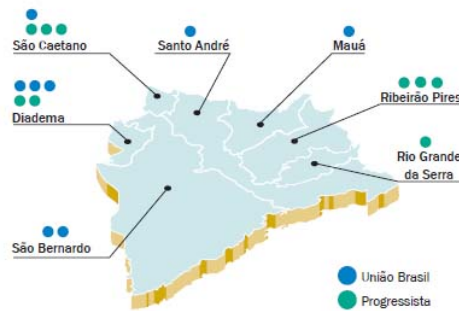 São Caetano
Santo André
Mauá
Ribeirão Pires
Diadema
Rio Grande
da Serra
São Bernardo
União Brasil
Progressista